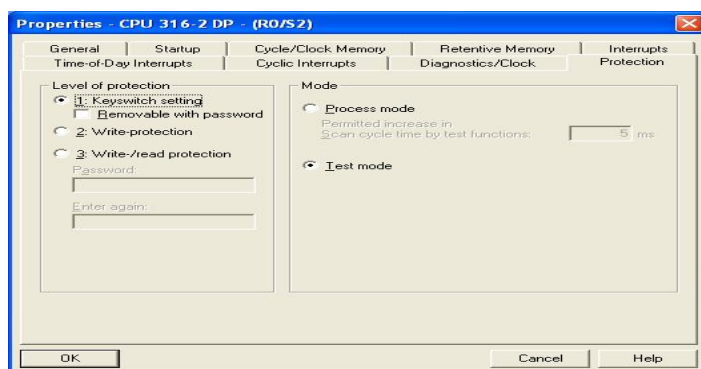 Properties - CPU 316-2 DP - (R0/S2)
General Startup Cycle/Clock Memory Retentive Memory Interrupts
Time-of-Day Interrupts Cyclic Interrupts Diagnostics/Clock Protection
Level of protection
1: Keyswitch setting
Removable with password
2: Write-protection
3: Write-/read protection
Password:
Enter again:
Mode
Process mode
Permitted increase in
Scan cycle time by test functions: 5 ms
Test mode
OK Cancel Help